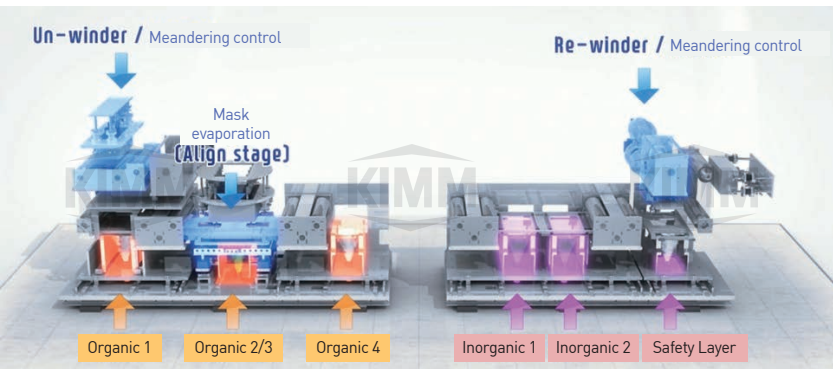 Un-winder / Meandering control
Re-winder / Meandering control
Mask
evaporation
(Align stage)
KIMM
KIMM
KIMM
Organic 1
Organic 2/3
Organic 4
Inorganic 1
Inorganic 2
Safety Layer